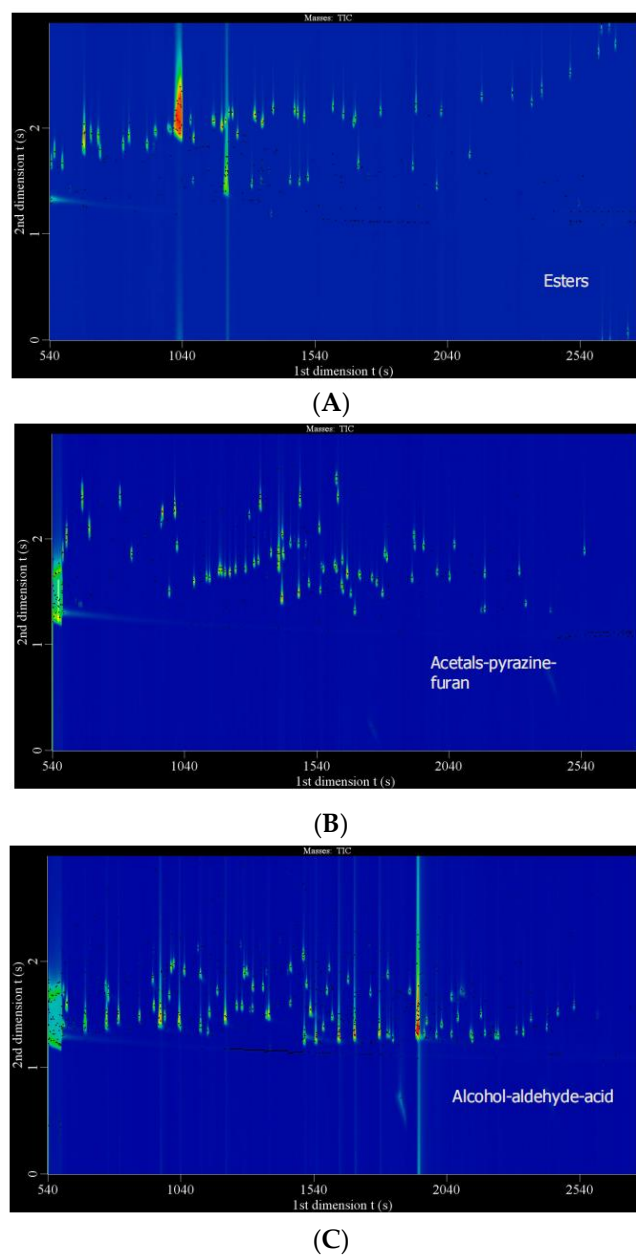 Masses: TIC
2nd dimension t (s)
2
1
0
Esters
540 1040 1540 2040 2540
1st dimension t (s)
(A)
Masses: TIC
2nd dimension t (s)
2
1
0
Acetals-pyrazine-
furan
540 1040 1540 2040 2540
1st dimension t (s)
(B)
Masses: TIC
2nd dimension t (s)
2
1
0
Alcohol-aldehyde-acid
540 1040 1540 2040 2540
1st dimension t (s)
(C)